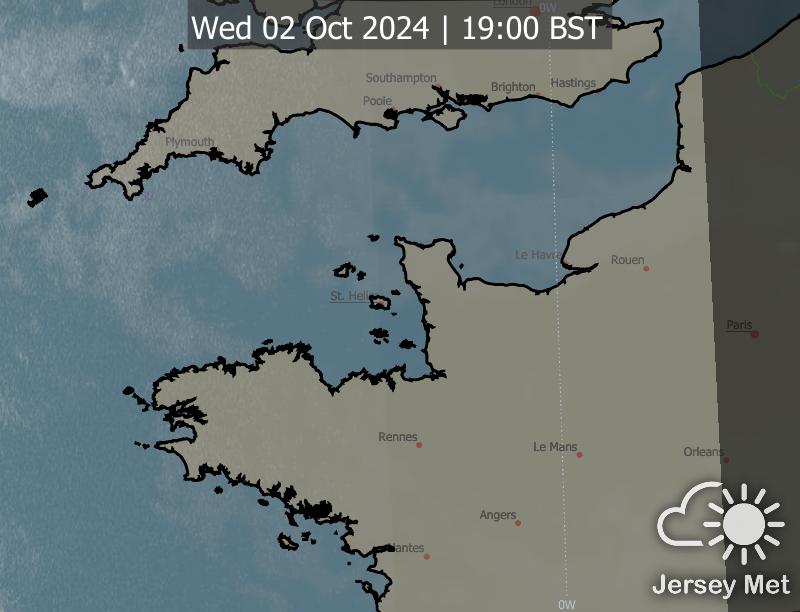 London
0W
Wed 02 Oct 2024 | 19:00 BST
Southampton
Brighton
Hastings
Poole
Plymouth
Le Havre
Rouen
St. Helier
Paris
Rennes
Le Mans
Orleans
Angers
Nantes
Jersey Met
0W